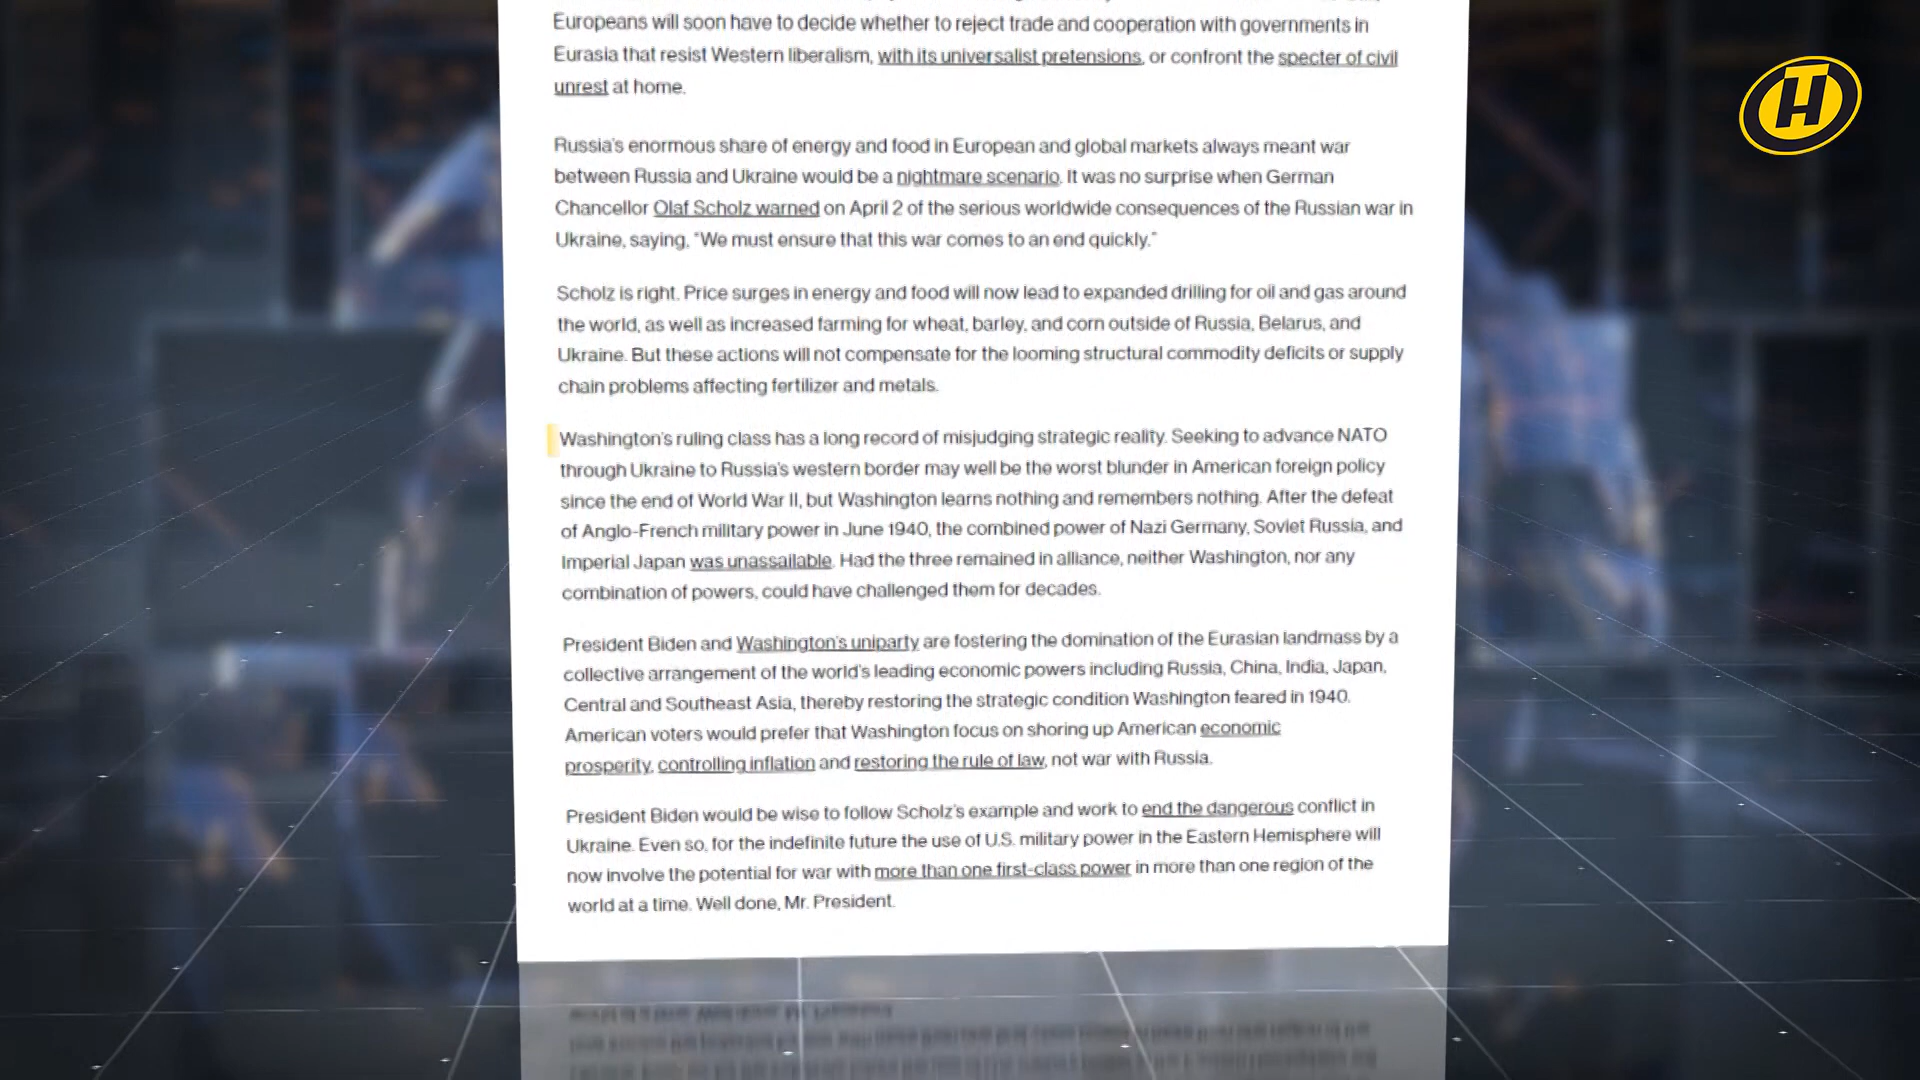 Europeans will soon have to decide whether to reject trade and cooperation with governments in
Eurasia that resist Western liberalism, with its universalist pretensions, or confront the specter of civil
unrest at home.
Russia's enormous share of energy and food in European and global markets always meant war
between Russia and Ukraine would be a nightmare scenario. It was no surprise when German
Chancellor Olaf Scholz warned on April 2 of the serious worldwide consequences of the Russian war in
Ukraine, saying, "We must ensure that this war comes to an end quickly."
Scholz is right. Price surges in energy and food will now lead to expanded drilling for oil and gas around
the world, as well as increased farming for wheat, barley, and corn outside of Russia, Belarus, and
Ukraine. But these actions will not compensate for the looming structural commodity deficits or supply
chain problems affecting fertilizer and metals.
Washington's ruling class has a long record of misjudging strategic reality. Seeking to advance NATO
through Ukraine to Russia's western border may well be the worst blunder in American foreign policy
since the end of World War II, but Washington learns nothing and remembers nothing. After the defeat
of Anglo-French military power in June 1940, the combined power of Nazi Germany, Soviet Russia, and
Imperial Japan was unassailable. Had the three remained in alliance, neither Washington, nor any
combination of powers, could have challenged them for decades.
President Biden and Washington's uniparty are fostering the domination of the Eurasian landmass by a
collective arrangement of the world's leading economic powers including Russia, China, India, Japan,
Central and Southeast Asia, thereby restoring the strategic condition Washington feared in 1940.
American voters would prefer that Washington focus on shoring up American economic
prosperity, controlling inflation and restoring the rule of law, not war with Russia.
President Biden would be wise to follow Scholz's example and work to end the dangerous conflict in
Ukraine. Even so, for the indefinite future the use of U.S. military power in the Eastern Hemisphere will
now involve the potential for war with more than one first-class power in more than one region of the
world at a time. Well done, Mr. President.